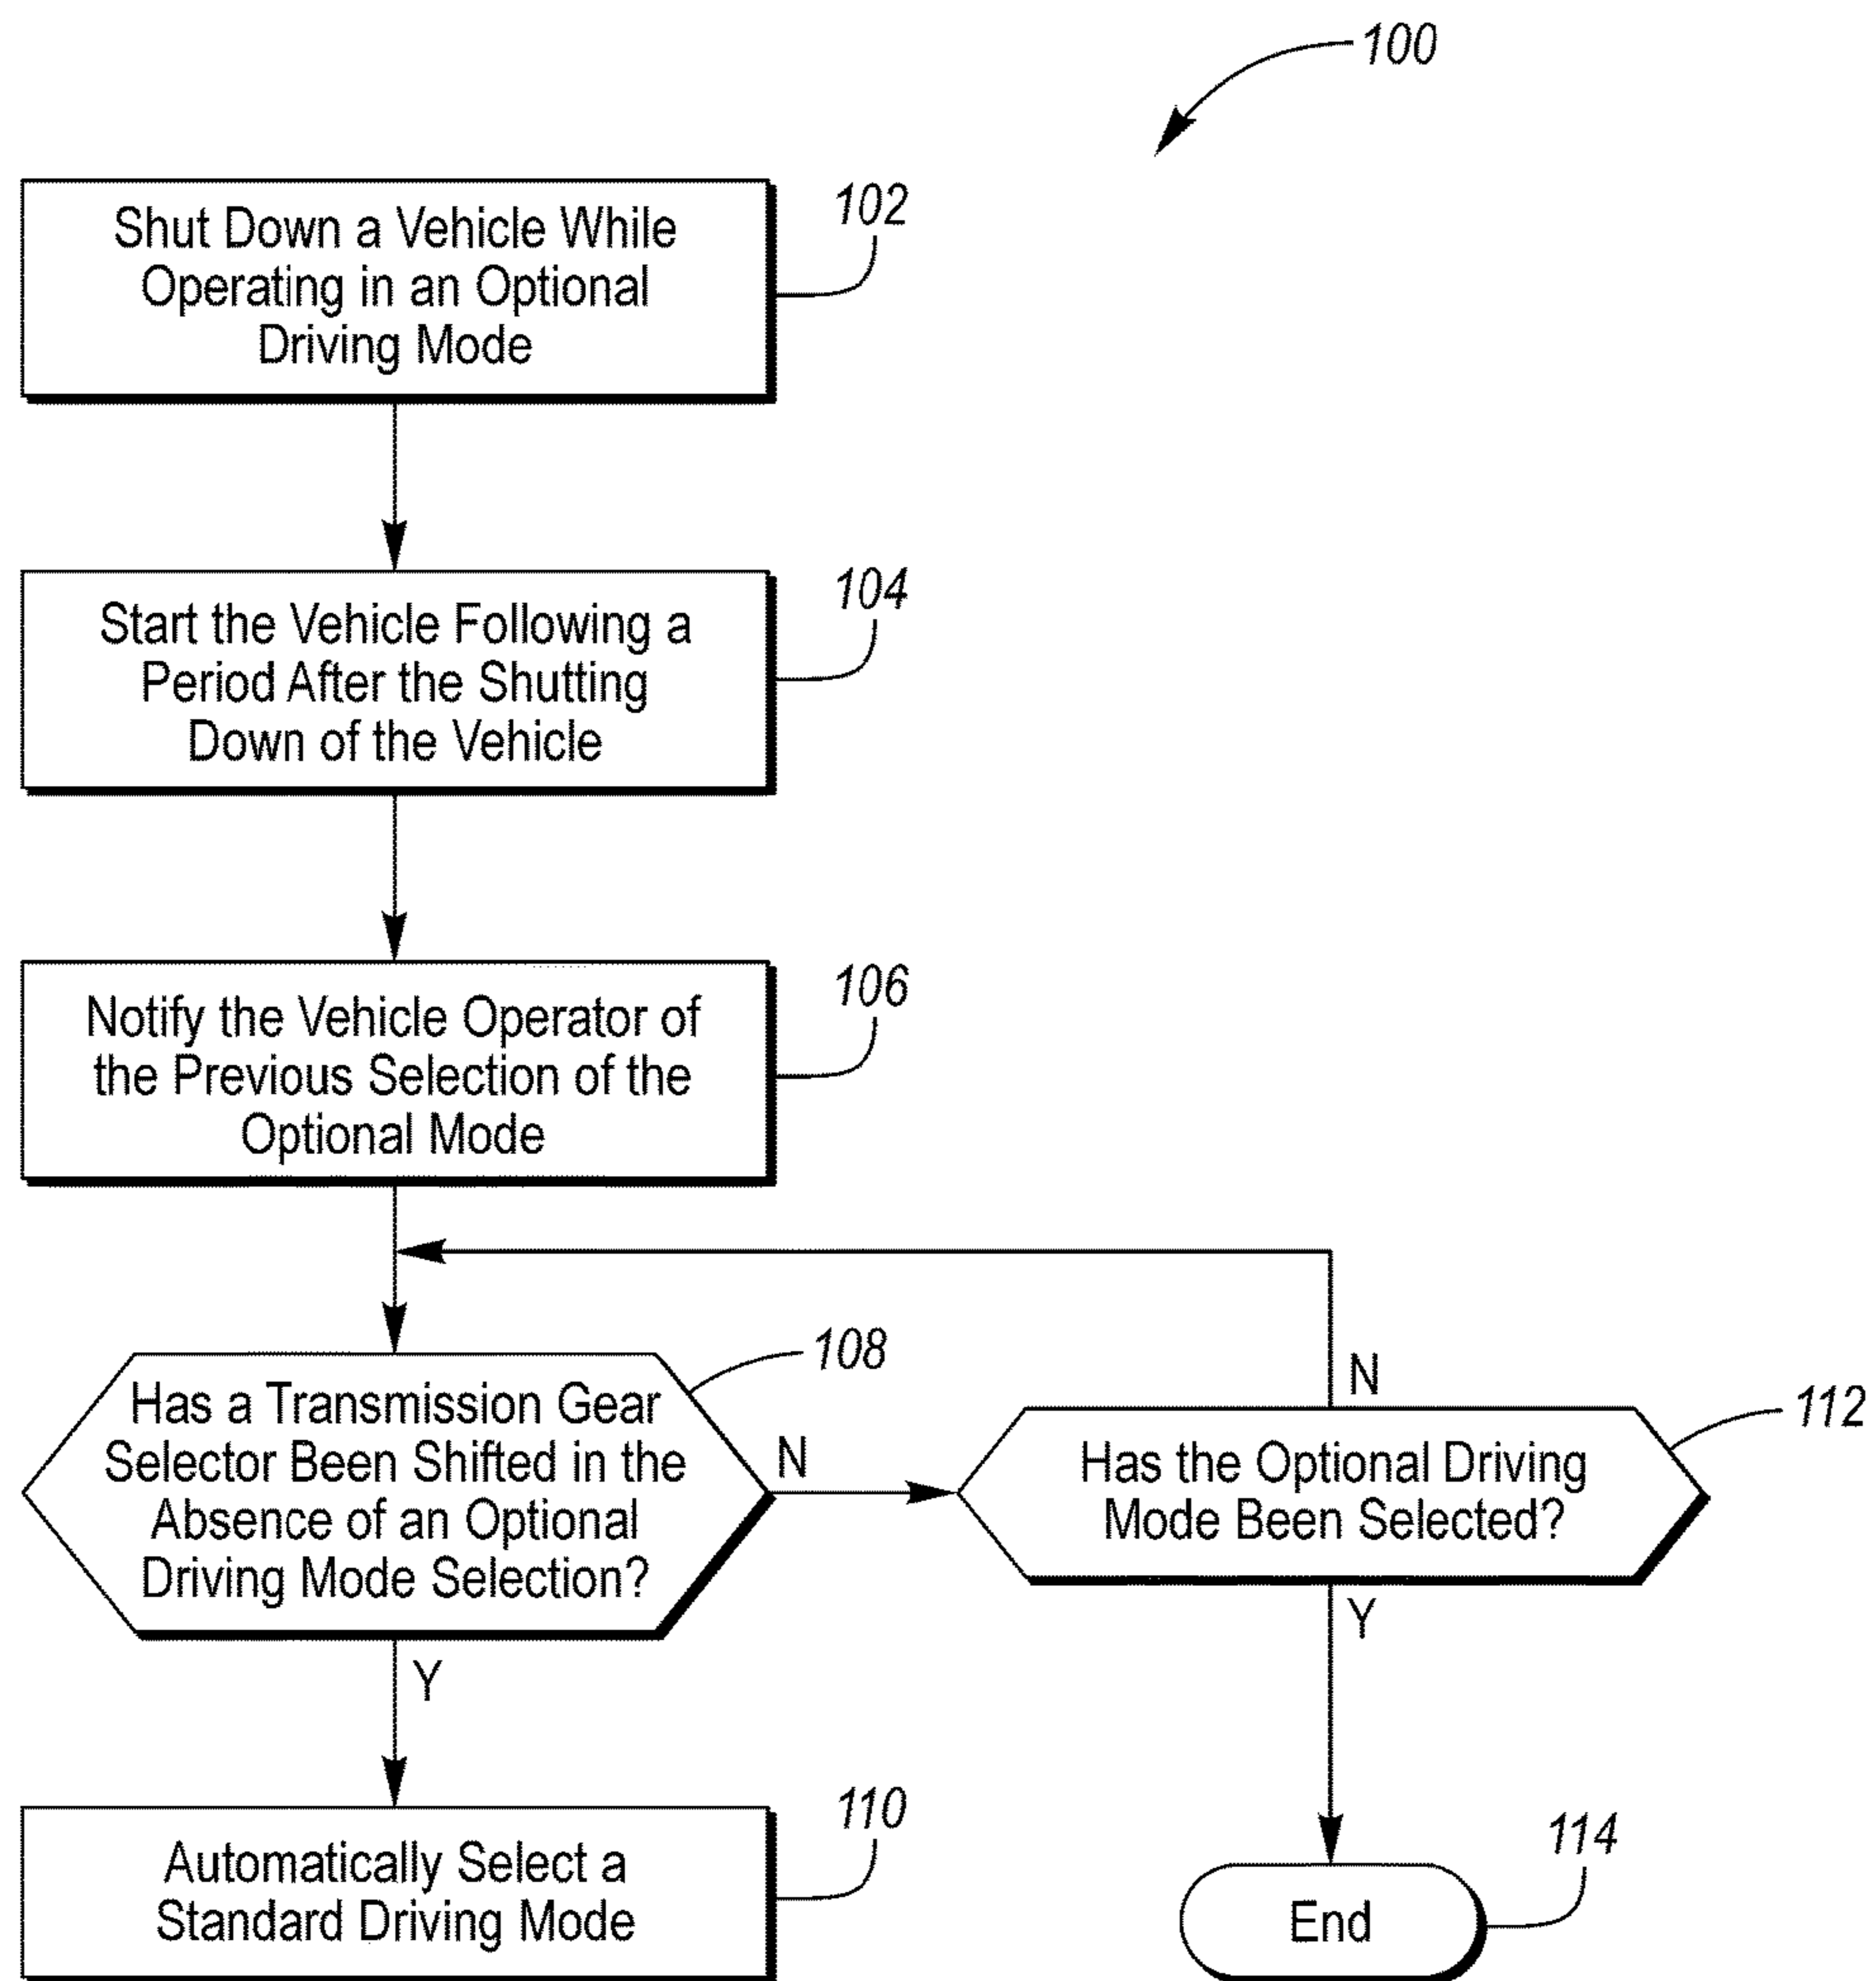 100
Shut Down a Vehicle While
Operating in an Optional
Driving Mode
102
Start the Vehicle Following a
Period After the Shutting
Down of the Vehicle
104
Notify the Vehicle Operator of
the Previous Selection of the
Optional Mode
106
Has a Transmission Gear
Selector Been Shifted in the
Absence of an Optional
Driving Mode Selection?
108
N
Y
Has the Optional Driving
Mode Been Selected?
112
N
Y
Automatically Select a
Standard Driving Mode
110
End
114